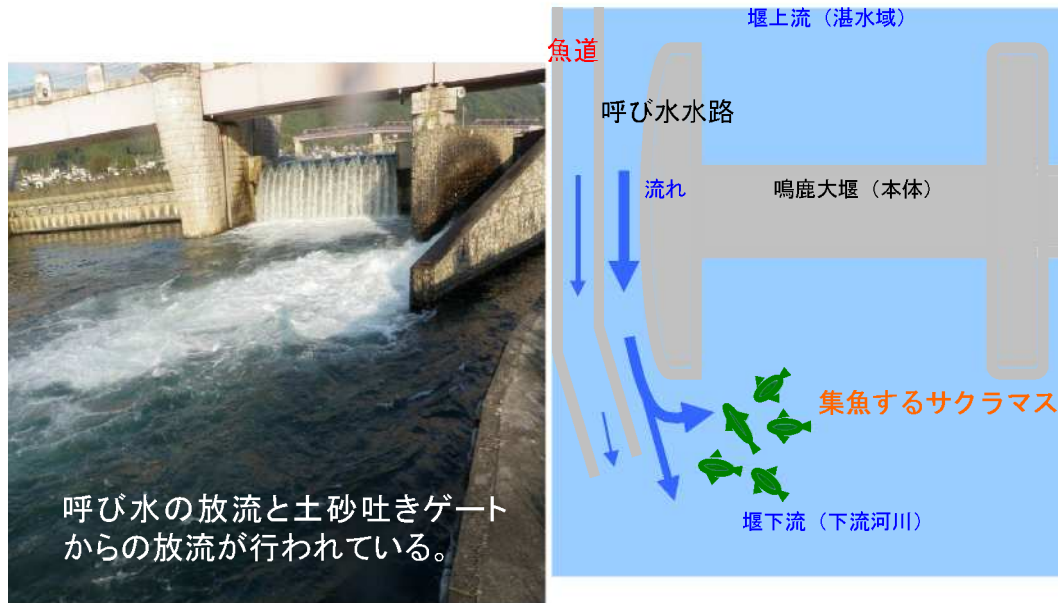 呼び水の放流と土砂吐きゲート
からの放流が行われている。
堰上流（湛水域）
魚道
呼び水水路
流れ
鳴鹿大堰（本体）
集魚するサクラマス
堰下流（下流河川）